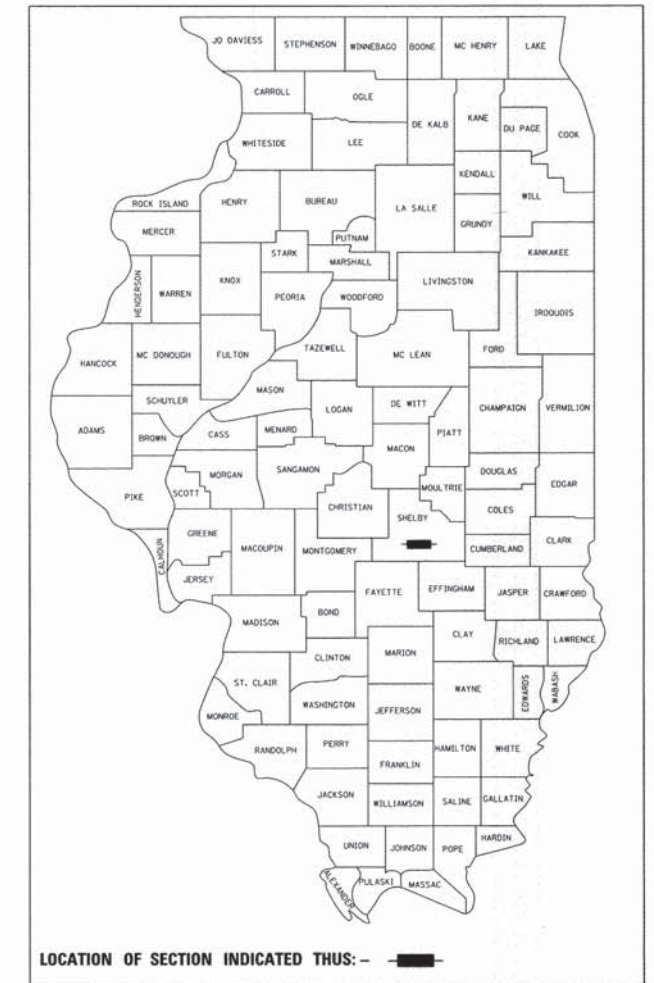 JO DAVIESS STEPHENSON WINNEBAGO BOONE MC HENRY LAKE
CARROLL OGLE DE KALB KANE DU PAGE COOK
WHITESIDE LEE KENDALL WILL
ROCK ISLAND HENRY BUREAU LA SALLE GRUNDY
MERCER PUTNAM KANKAKEE
STARK MARSHALL
HENDERSON WARREN KNOX PEORIA WOODFORD LIVINGSTON IROQUOIS
HANCOCK MC DONOUGH FULTON TAZEWELL MC LEAN FORD
MASON
SCHUYLER LOGAN DE WITT CHAMPAIGN VERMILION
ADAMS BROWN CASS MENARD MACON PIATT
PIKE SCOTT MORGAN SANGAMON MOULTRIE DOUGLAS EDGAR
CHRISTIAN SHELBY COLES
CALHOUN GREENE MACOUPIN MONTGOMERY CUMBERLAND CLARK
JERSEY FAYETTE EFFINGHAM JASPER CRAWFORD
MADISON BOND
CLAY RICHLAND LAWRENCE
CLINTON MARION
ST. CLAIR WAYNE EDWARDS WABASH
MONROE WASHINGTON JEFFERSON
RANDOLPH PERRY HAMILTON WHITE
FRANKLIN
JACKSON WILLIAMSON SALINE GALLATIN
UNION JOHNSON POPE HARDIN
ALEXANDER PULASKI MASSAC
LOCATION OF SECTION INDICATED THUS: –